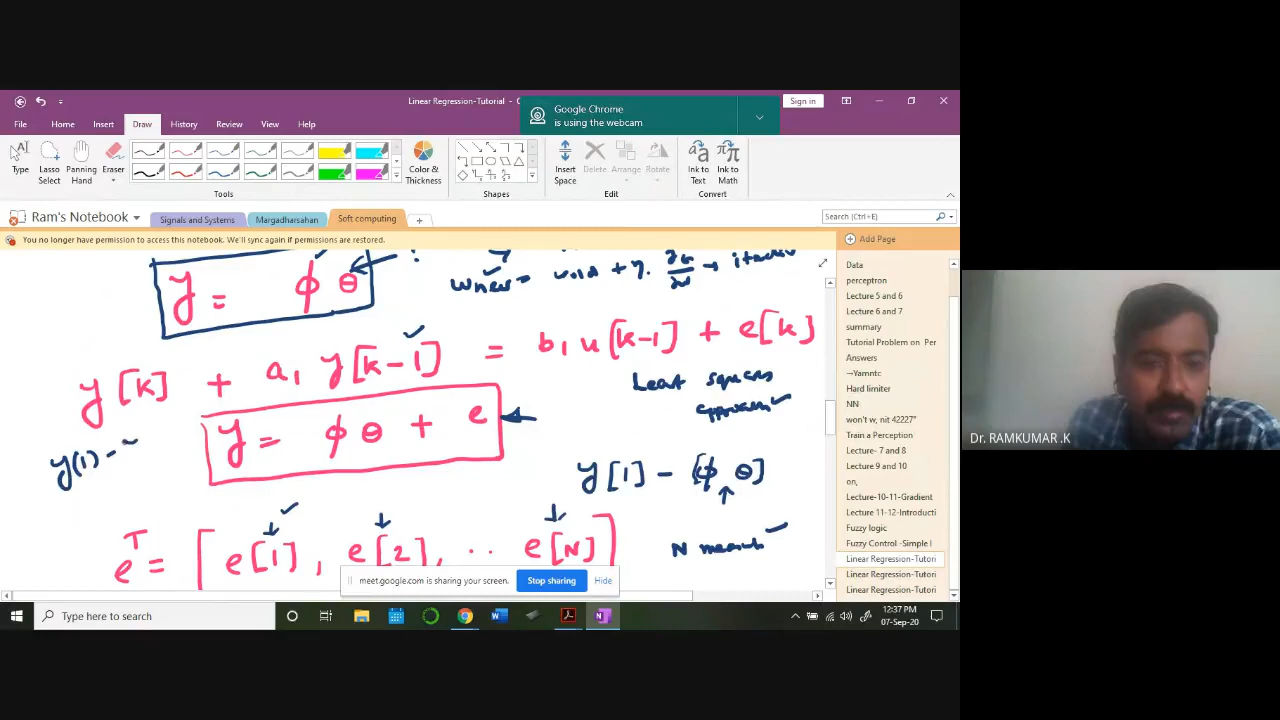 Linear Regression-Tutorial - O
Google Chrome
is using the webcam
Sign in
File Home Insert Draw History Review View Help
Type Lasso Select Panning Hand Eraser Color & Thickness Insert Space Delete Arrange Rotate Ink to Text Ink to Math
Tools Shapes Edit Convert
Ram's Notebook Signals and Systems Margadharsahan Soft computing Search (Ctrl+E)
You no longer have permission to access this notebook. We'll sync again if permissions are restored.
Add Page
Data
perceptron
Lecture 5 and 6
Lecture 6 and 7
summary
Tutorial Problem on Per
Answers
→Yamntc
Hard limiter
NN
won't w, nit 42227"
Train a Perception
Lecture- 7 and 8
Lecture 9 and 10
on,
Lecture-10-11-Gradient
Lecture 11-12-Introducti
Fuzzy logic
Fuzzy Control -Simple I
Linear Regression-Tutori
Linear Regression-Tutori
Linear Regression-Tutori
y = φ θ ?
y[k] + a1 y[k-1] = b1 u[k-1] + e[k]
Least squares
y = φ θ + e
y(1) -
y[1] - [φ θ]
e^T = [e[1], e[2], .. e[N]]
meet.google.com is sharing your screen. Stop sharing Hide
Type here to search
12:37 PM
07-Sep-20
Dr. RAMKUMAR .K